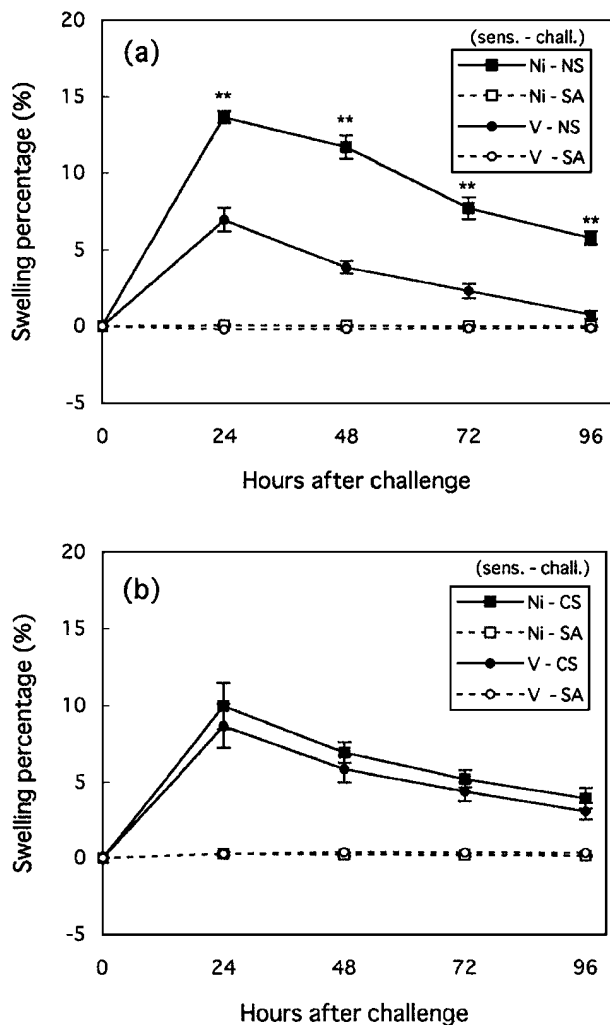 (a)
(sens. - chall.)
Ni - NS
Ni - SA
V - NS
V - SA
**
**
**
**
20
15
10
5
0
-5
Swelling percentage (%)
0 24 48 72 96
Hours after challenge
(b)
(sens. - chall.)
Ni - CS
Ni - SA
V - CS
V - SA
20
15
10
5
0
-5
Swelling percentage (%)
0 24 48 72 96
Hours after challenge